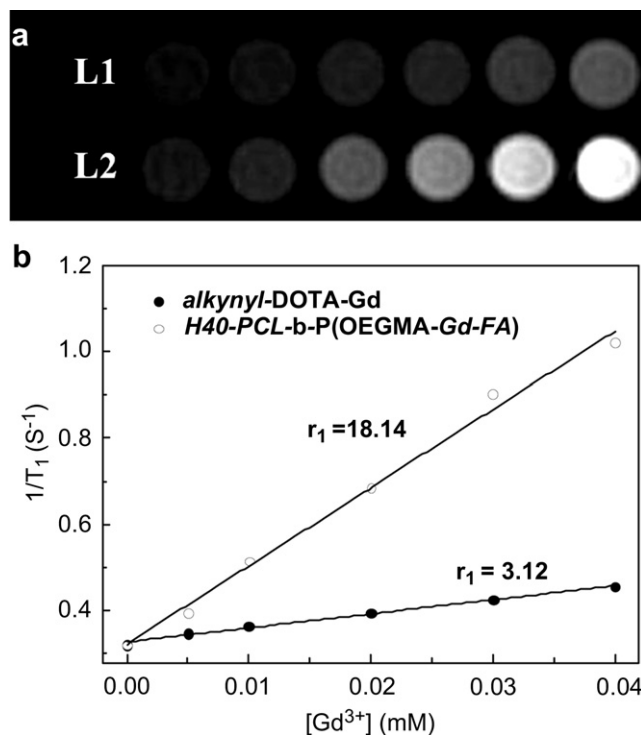 a
L1
L2
b
1.2
1.0
0.8
0.6
0.4
1/T₁ (S⁻¹)
● alkynyl-DOTA-Gd
○ H40-PCL-b-P(OEGMA-Gd-FA)
r₁ =18.14
r₁ = 3.12
0.00 0.01 0.02 0.03 0.04
[Gd³⁺] (mM)